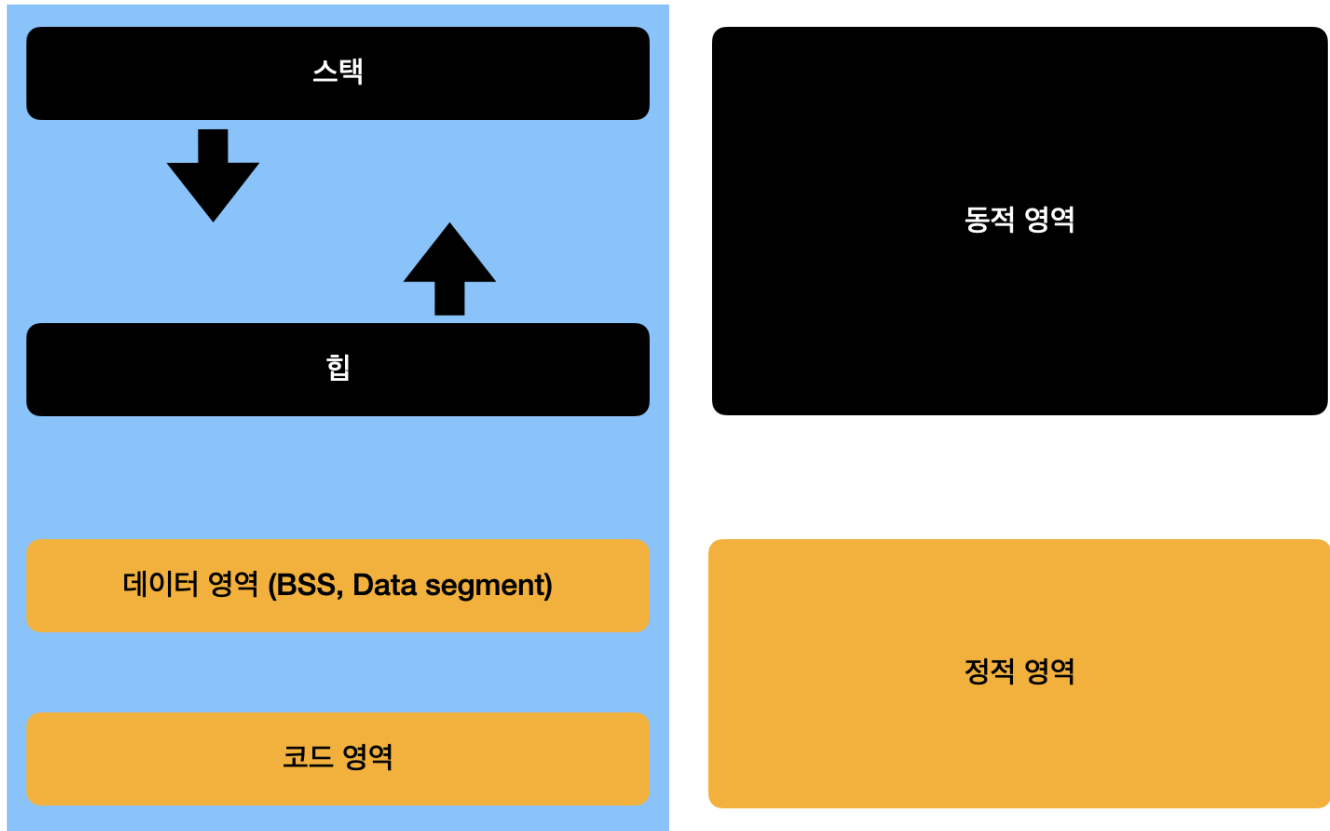 스택
힙
데이터 영역 (BSS, Data segment)
코드 영역
동적 영역
정적 영역